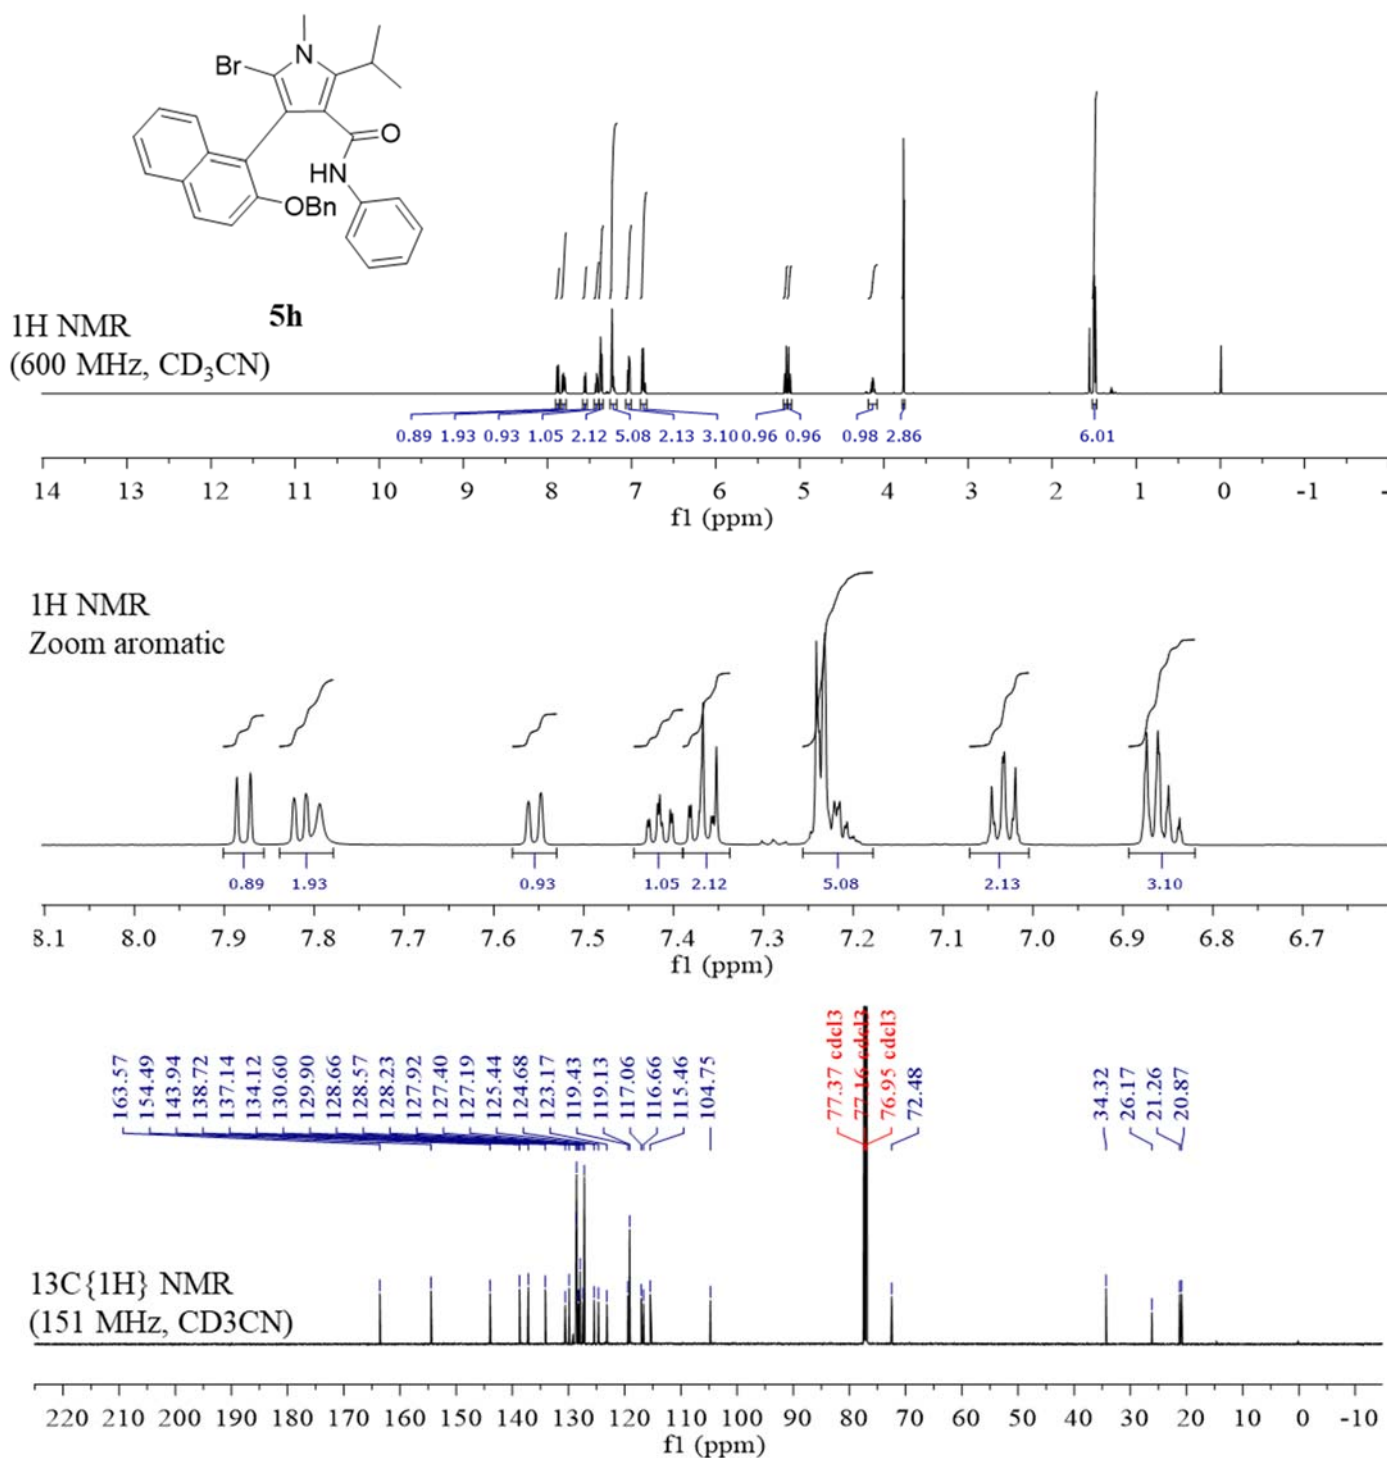 N
Br
O
HN
OBn
5h
1H NMR
(600 MHz, CD3CN)
0.89 1.93 0.93 1.05 2.12 5.08 2.13 3.10 0.96 0.96 0.98 2.86 6.01
14 13 12 11 10 9 8 7 6 5 4 3 2 1 0 -1
f1 (ppm)
1H NMR
Zoom aromatic
0.89 1.93 0.93 1.05 2.12 5.08 2.13 3.10
8.1 8.0 7.9 7.8 7.7 7.6 7.5 7.4 7.3 7.2 7.1 7.0 6.9 6.8 6.7
f1 (ppm)
163.57
154.49
143.94
138.72
137.14
134.12
130.60
129.90
128.66
128.57
128.23
127.92
127.40
127.19
125.44
124.68
123.17
119.43
119.13
117.06
116.66
115.46
104.75
77.37 cdcl3
77.16 cdcl3
76.95 cdcl3
72.48
34.32
26.17
21.26
20.87
13C{1H} NMR
(151 MHz, CD3CN)
220 210 200 190 180 170 160 150 140 130 120 110 100 90 80 70 60 50 40 30 20 10 0 -10
f1 (ppm)